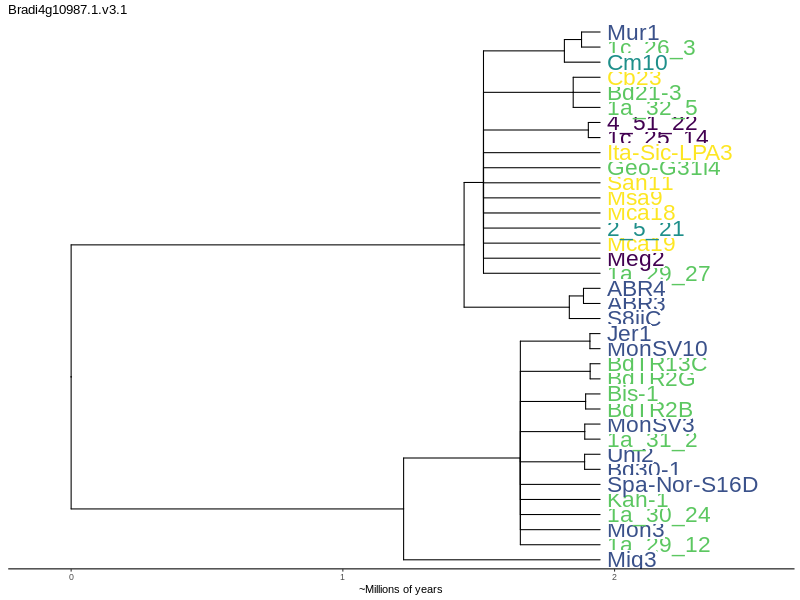 Bradi4g10987.1.v3.1
Mur1
1c_26_3
Cm10
Cb23
Bd21-3
1a_32_5
4_51_22
1c_25_14
Ita-Sic-LPA3
Geo-G31i4
San11
Msa9
Mca18
2_5_21
Mca19
Meg2
1a_29_27
ABR4
ABR3
S8iiC
Jer1
MonSV10
BdTR13C
BdTR2G
Bis-1
BdTR2B
MonSV3
1a_31_2
Uni2
Bd30-1
Spa-Nor-S16D
Kah-1
1a_30_24
Mon3
1a_29_12
Mig3
0 1 2
~Millions of years